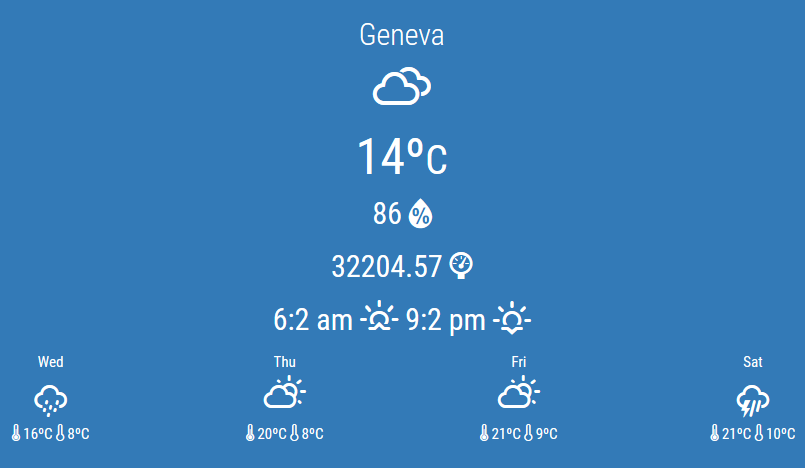 Geneva
14ºC
86 %
32204.57
6:2 am 9:2 pm
Wed Thu Fri Sat
16ºC 8ºC 20ºC 8ºC 21ºC 9ºC 21ºC 10ºC